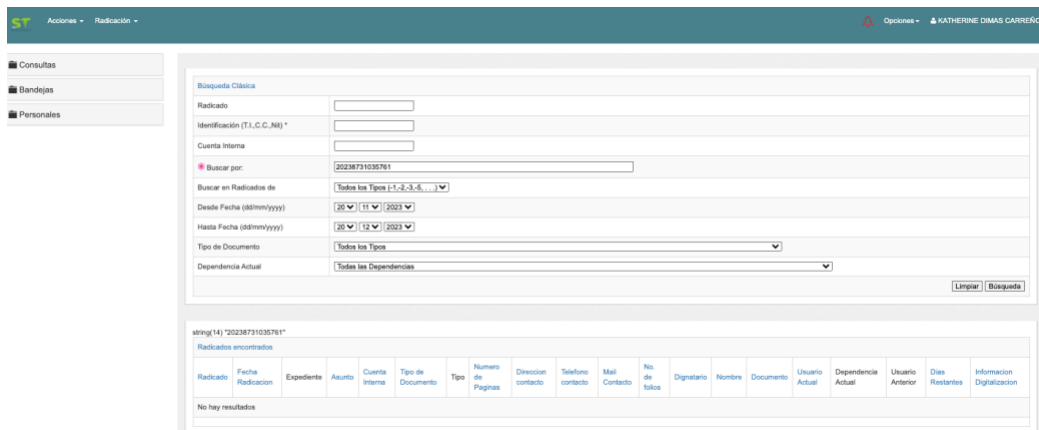 ST Acciones Radicación Opciones KATHERINE DIMAS CARREÑO
Consultas
Bandejas
Personales
Búsqueda Clásica
Radicado
Identificación (T.I.,C.C.,Nit) *
Cuenta Interna
Buscar por: 20238731035761
Buscar en Radicados de Todos los Tipos (-1,-2,-3,-5, . . .)
Desde Fecha (dd/mm/yyyy) 20 11 2023
Hasta Fecha (dd/mm/yyyy) 20 12 2023
Tipo de Documento Todos los Tipos
Dependencia Actual Todas las Dependencias
Limpiar Búsqueda
string(14) "20238731035761"
Radicados encontrados
Radicado Fecha Radicacion Expediente Asunto Cuenta Interna Tipo de Documento Tipo Numero de Paginas Direccion contacto Telefono contacto Mail Contacto No. de folios Dignatario Nombre Documento Usuario Actual Dependencia Actual Usuario Anterior Dias Restantes Informacion Digitalizacion
No hay resultados